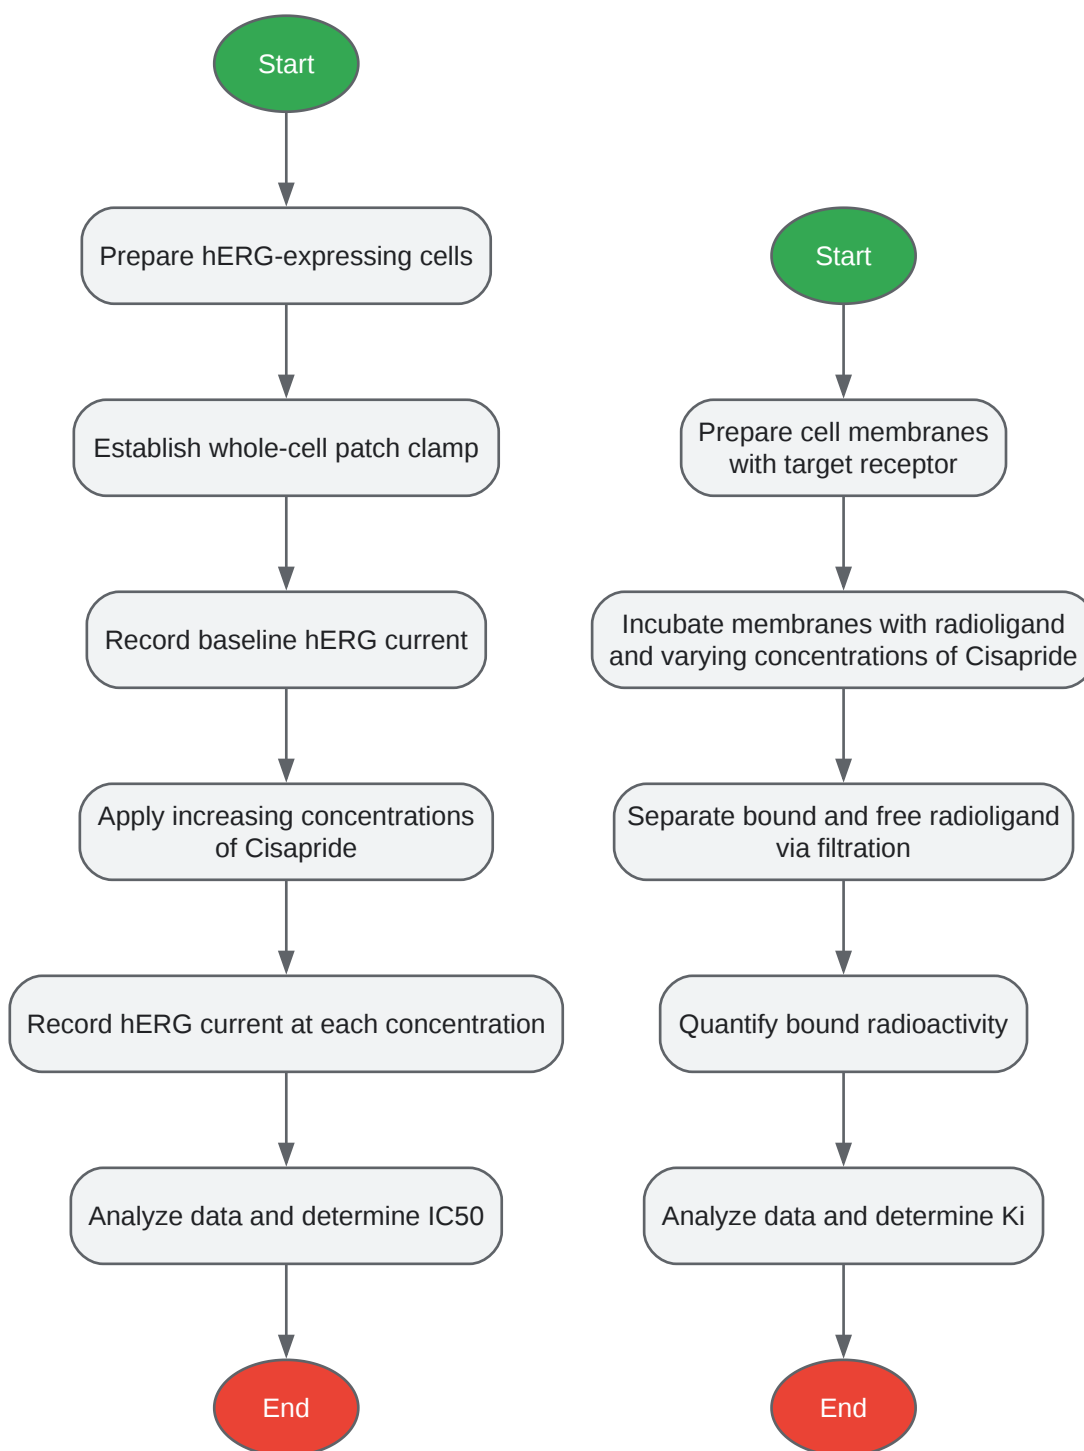 Start
Prepare hERG-expressing cells
Establish whole-cell patch clamp
Record baseline hERG current
Apply increasing concentrations
of Cisapride
Record hERG current at each concentration
Analyze data and determine IC50
End
Start
Prepare cell membranes
with target receptor
Incubate membranes with radioligand
and varying concentrations of Cisapride
Separate bound and free radioligand
via filtration
Quantify bound radioactivity
Analyze data and determine Ki
End